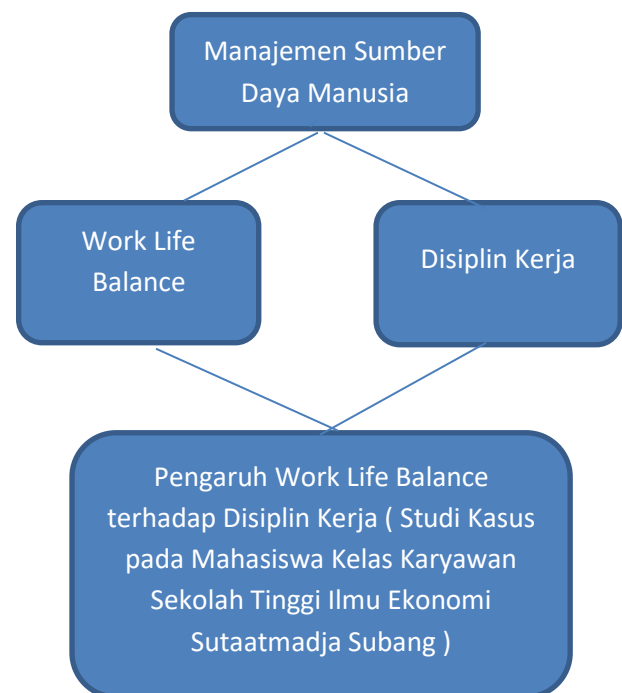 Manajemen Sumber
Daya Manusia
Work Life
Balance
Disiplin Kerja
Pengaruh Work Life Balance
terhadap Disiplin Kerja ( Studi Kasus
pada Mahasiswa Kelas Karyawan
Sekolah Tinggi Ilmu Ekonomi
Sutaatmadja Subang )